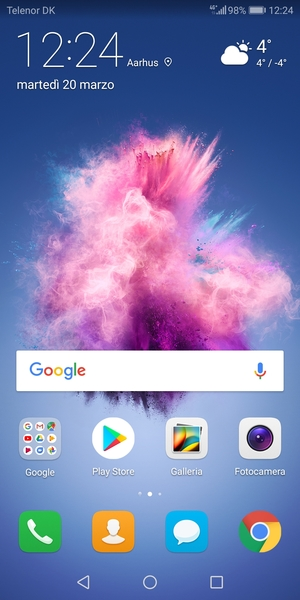 Telenor DK 4G 98% 12:24
12:24 Aarhus 4°
4° / -4°
martedì 20 marzo
Google
Google Play Store Galleria Fotocamera